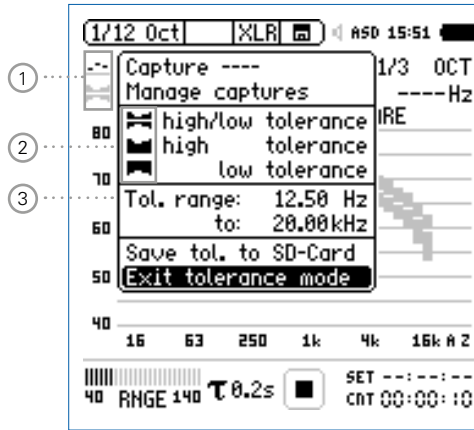 1/12 Oct XLR ASD 15:51
1 -.- Capture ---- 1/3 OCT
Manage captures ----Hz
IRE
80 high/low tolerance
2 high tolerance
low tolerance
70
3 Tol. range: 12.50 Hz
60 to: 20.00kHz
Save tol. to SD-Card
50 Exit tolerance mode
40
16 63 250 1k 4k 16k A Z
40 RNGE 140 τ0.2s SET --:--:--
CNT 00:00:10